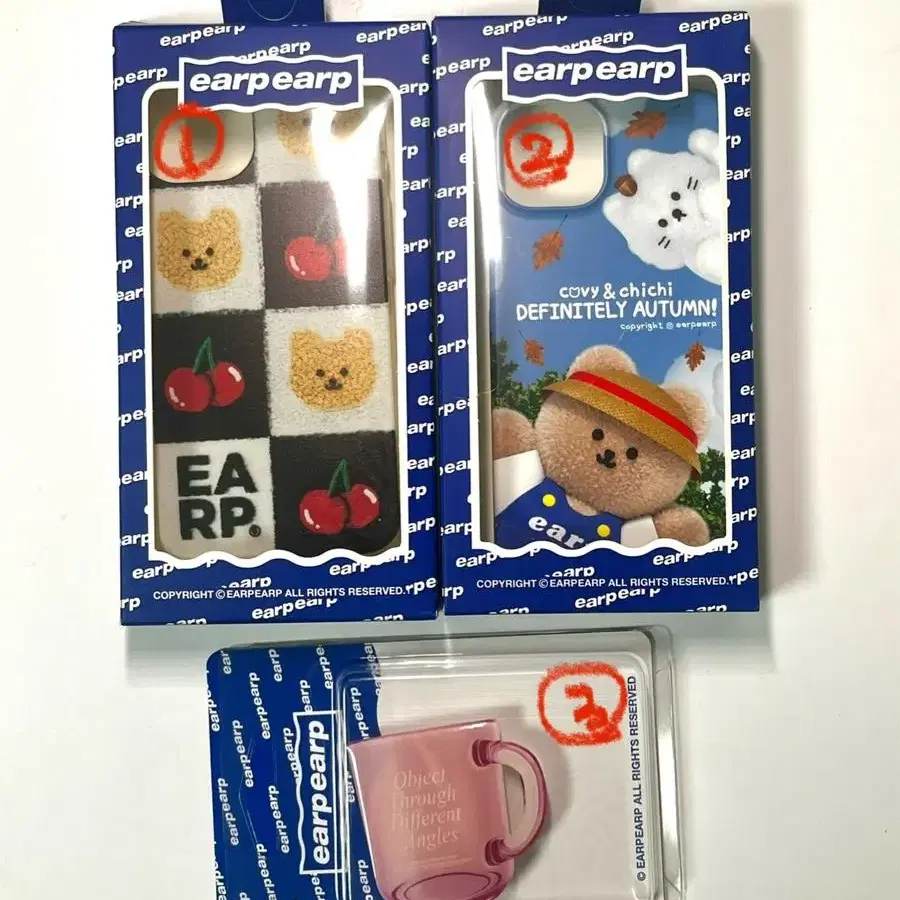 earpearp
1
EA
RP®
COPYRIGHT © EARPEARP ALL RIGHTS RESERVED.
earpearp
2
covy & chichi
DEFINITELY AUTUMN!
copyright © earpearp
ear
COPYRIGHT © EARPEARP ALL RIGHTS RESERVED.
earpearp
3
Object
Through
Different
Angles
© EARPEARP ALL RIGHTS RESERVED